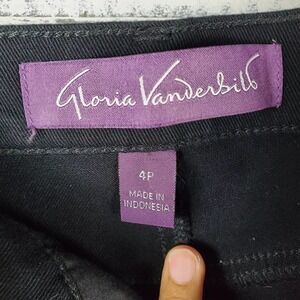 Gloria Vanderbilt
4P
MADE IN
INDONESIA